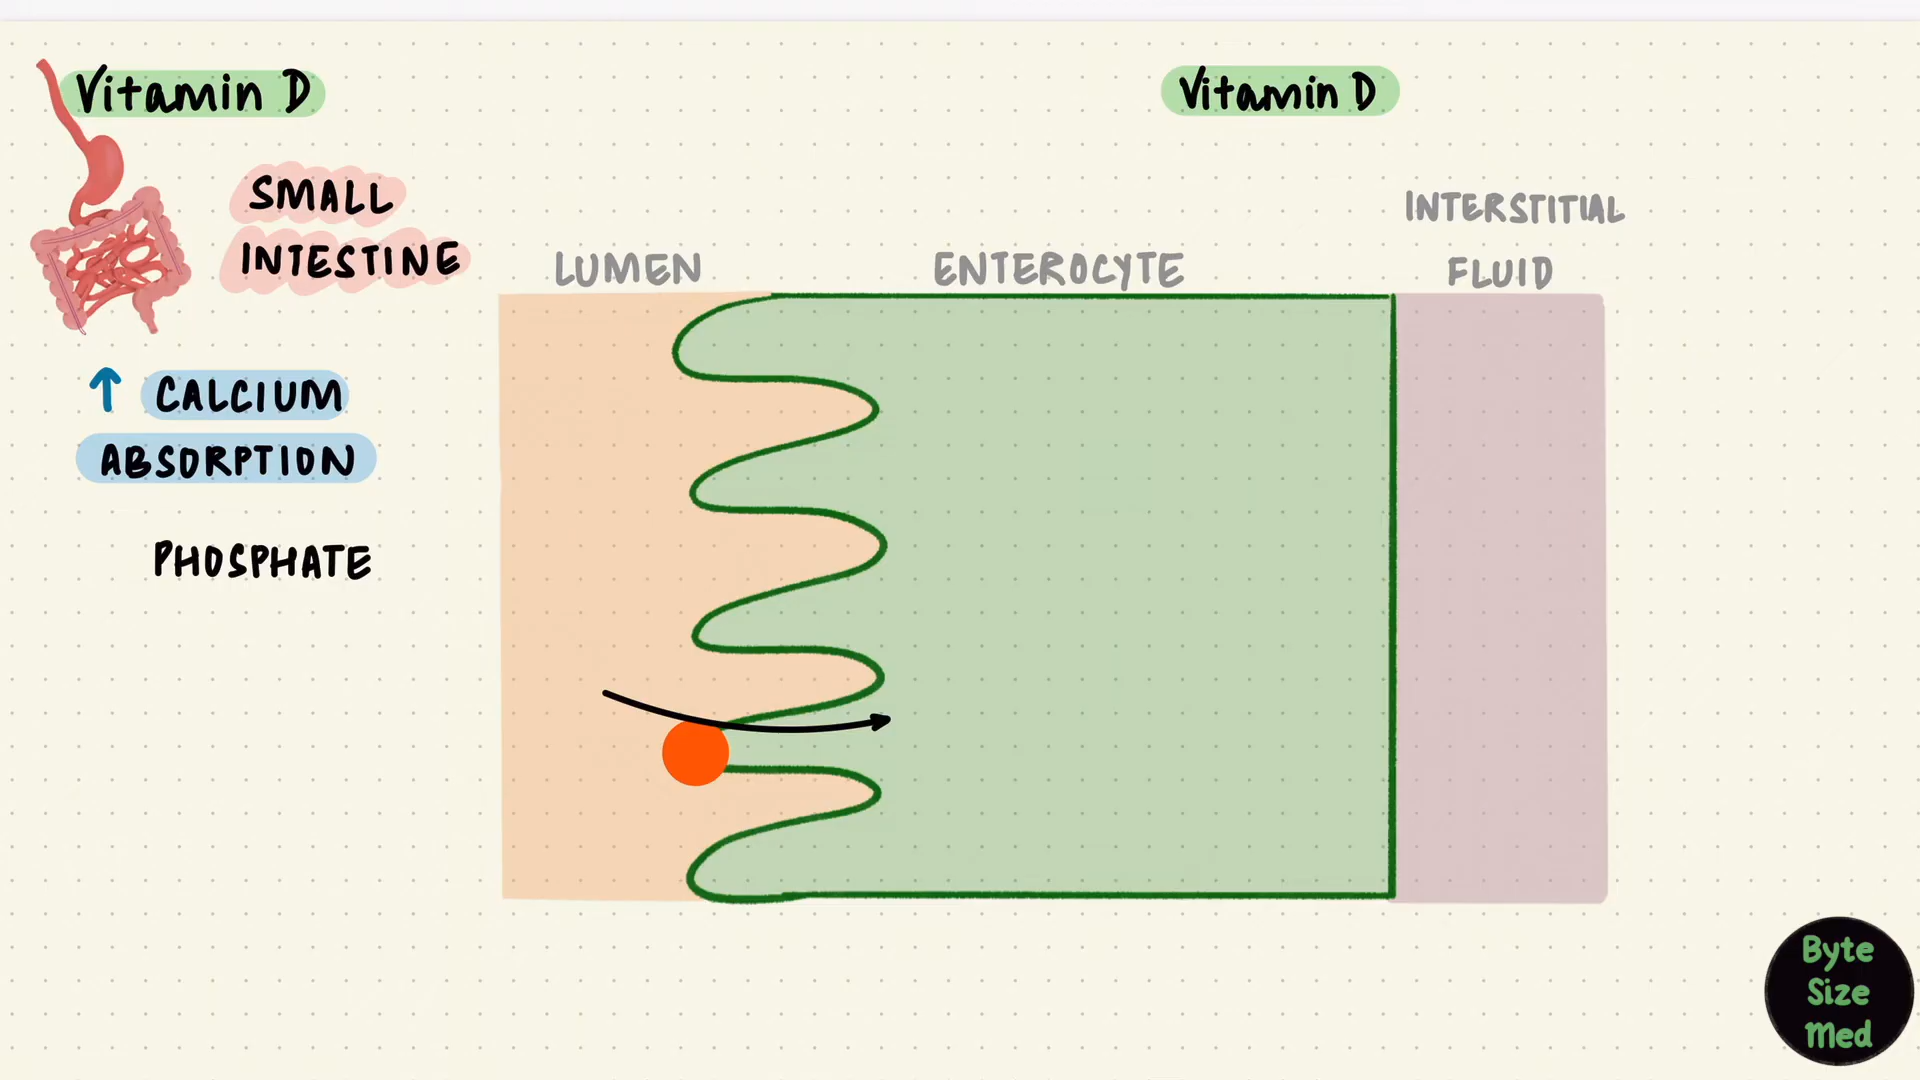 Vitamin D
SMALL
INTESTINE
↑ CALCIUM
ABSORPTION
PHOSPHATE
Vitamin D
LUMEN
ENTEROCYTE
INTERSTITIAL
FLUID
Byte
Size
Med